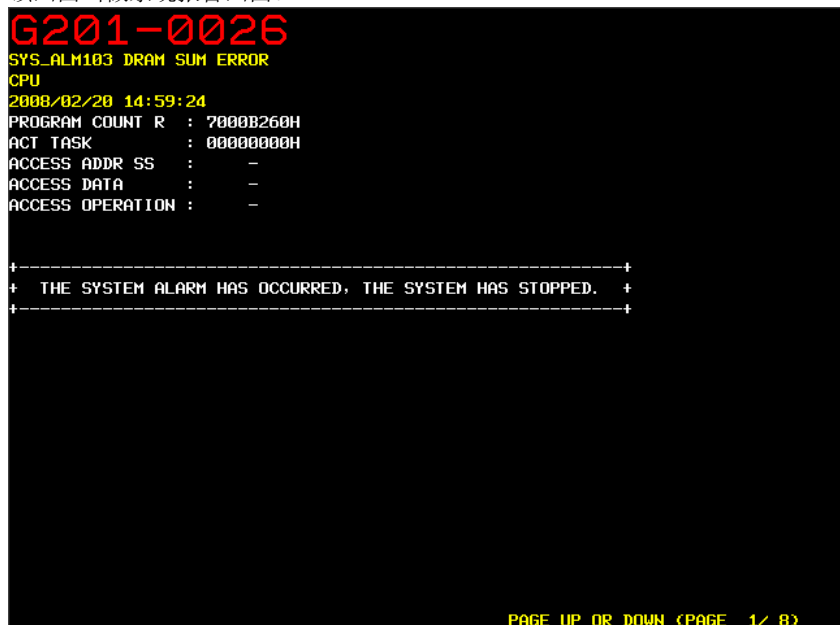 G201-0026
SYS_ALM103 DRAM SUM ERROR
CPU
2008/02/20 14:59:24
PROGRAM COUNT R : 7000B260H
ACT TASK : 00000000H
ACCESS ADDR SS : -
ACCESS DATA : -
ACCESS OPERATION : -
+----------------------------------------------------------+
+ THE SYSTEM ALARM HAS OCCURRED, THE SYSTEM HAS STOPPED. +
+----------------------------------------------------------+
PAGE UP OR DOWN (PAGE 1/ 8)